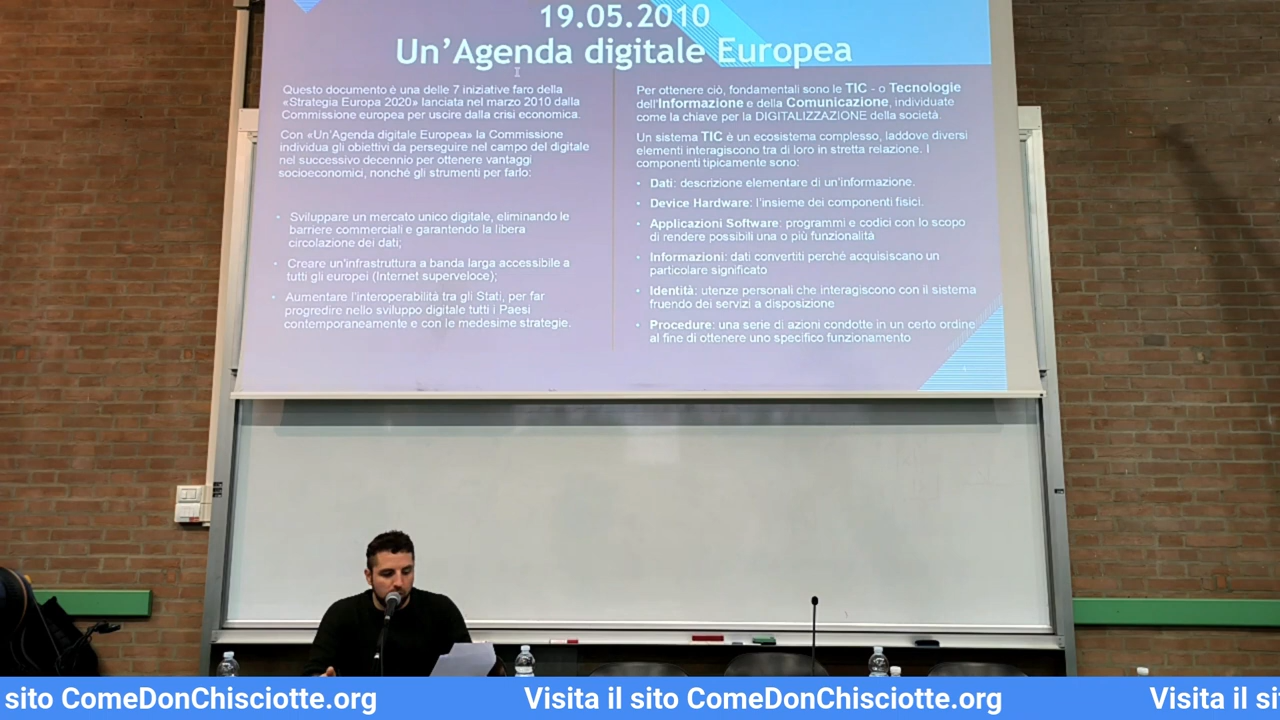 19.05.2010
Un'Agenda digitale Europea
Questo documento è una delle 7 iniziative faro della
«Strategia Europa 2020» lanciata nel marzo 2010 dalla
Commissione europea per uscire dalla crisi economica.
Con «Un'Agenda digitale Europea» la Commissione
individua gli obiettivi da perseguire nel campo del digitale
nel successivo decennio per ottenere vantaggi
socioeconomici, nonché gli strumenti per farlo:
• Sviluppare un mercato unico digitale, eliminando le
barriere commerciali e garantendo la libera
circolazione dei dati;
• Creare un'infrastruttura a banda larga accessibile a
tutti gli europei (Internet superveloce);
• Aumentare l'interoperabilità tra gli Stati, per far
progredire nello sviluppo digitale tutti i Paesi
contemporaneamente e con le medesime strategie.
Per ottenere ciò, fondamentali sono le TIC - o Tecnologie
dell'Informazione e della Comunicazione, individuate
come la chiave per la DIGITALIZZAZIONE della società.
Un sistema TIC è un ecosistema complesso, laddove diversi
elementi interagiscono tra di loro in stretta relazione. I
componenti tipicamente sono:
• Dati: descrizione elementare di un'informazione.
• Device Hardware: l'insieme dei componenti fisici.
• Applicazioni Software: programmi e codici con lo scopo
di rendere possibili una o più funzionalità
• Informazioni: dati convertiti perché acquisiscano un
particolare significato
• Identità: utenze personali che interagiscono con il sistema
fruendo dei servizi a disposizione
• Procedure: una serie di azioni condotte in un certo ordine
al fine di ottenere uno specifico funzionamento
sito ComeDonChisciotte.org Visita il sito ComeDonChisciotte.org Visita il si